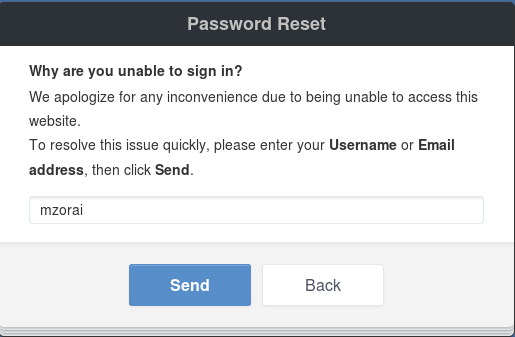 Password Reset
Why are you unable to sign in?
We apologize for any inconvenience due to being unable to access this
website.
To resolve this issue quickly, please enter your Username or Email
address, then click Send.
mzorai
Send
Back